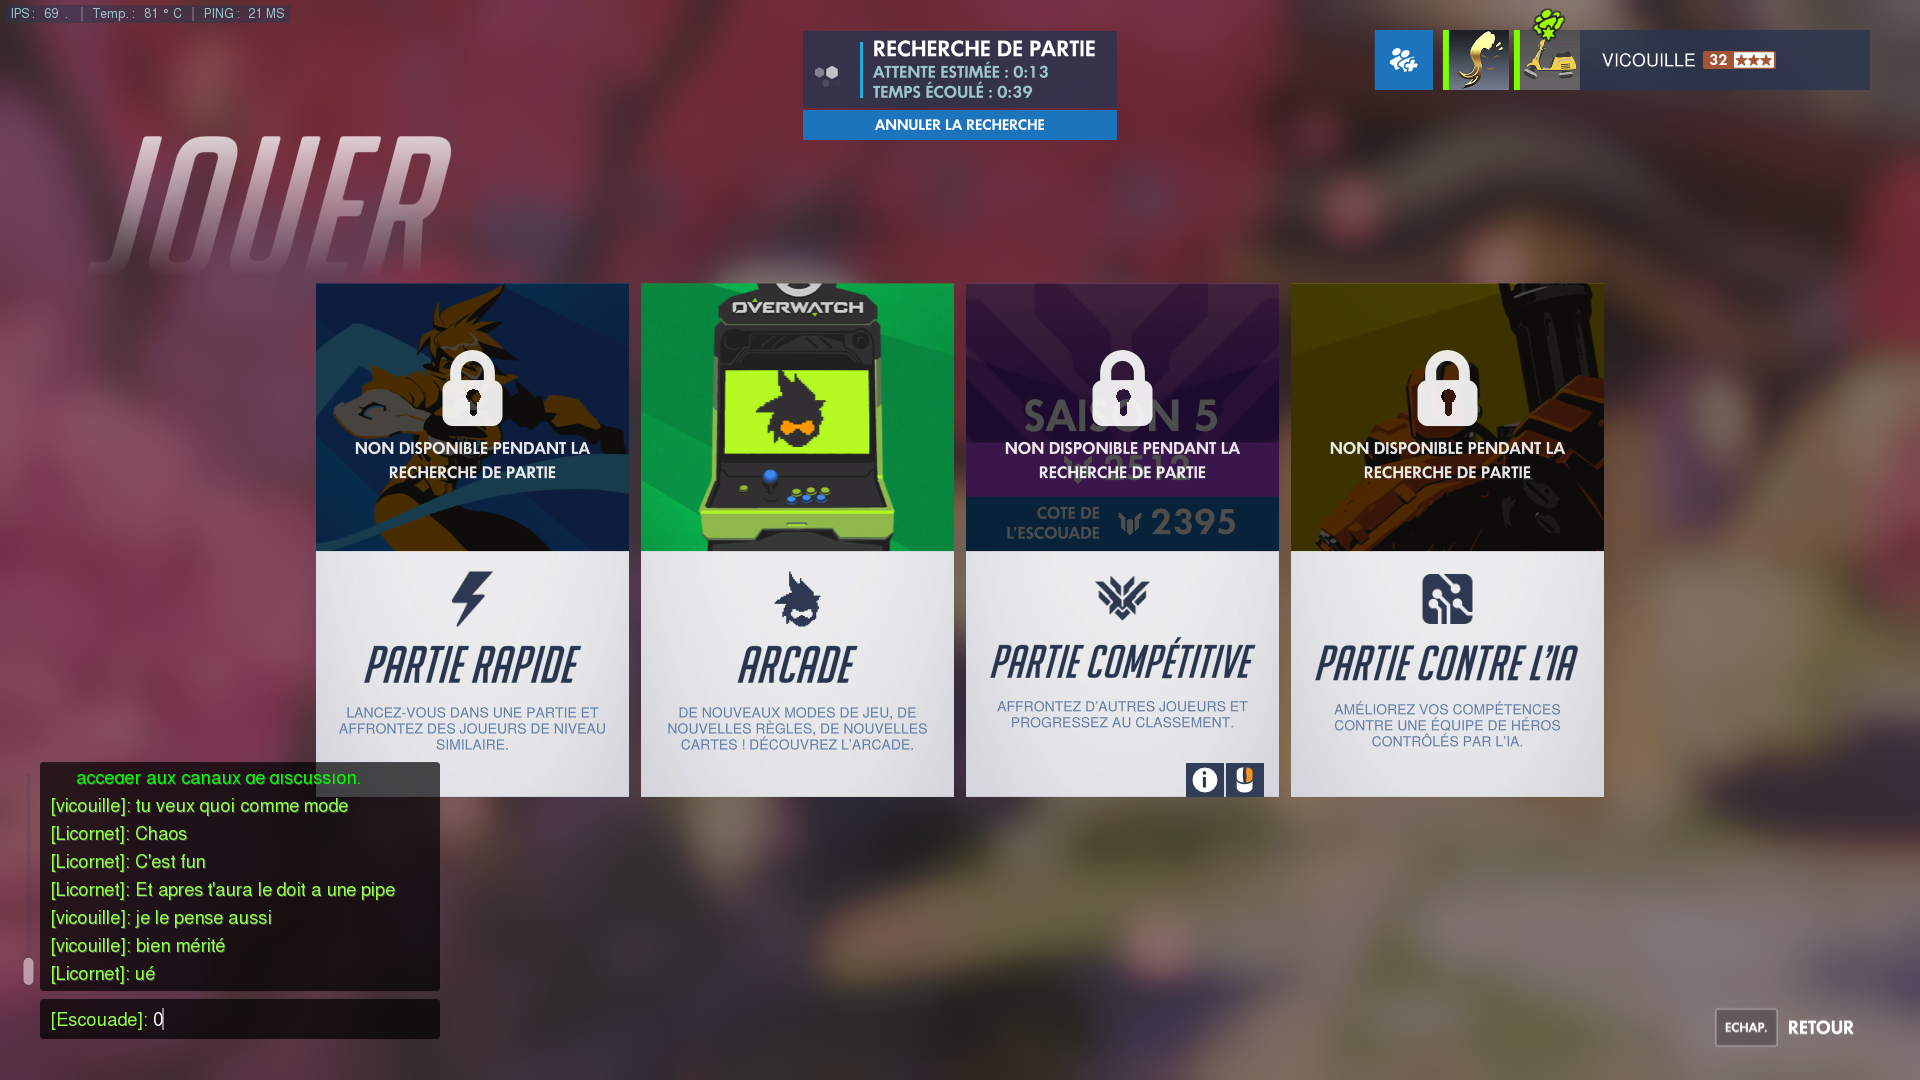 IPS : 69 . | Temp. : 81 ° C | PING : 21 MS
RECHERCHE DE PARTIE
ATTENTE ESTIMÉE : 0:13
TEMPS ÉCOULÉ : 0:39
ANNULER LA RECHERCHE
VICOUILLE 32
JOUER
NON DISPONIBLE PENDANT LA
RECHERCHE DE PARTIE
PARTIE RAPIDE
LANCEZ-VOUS DANS UNE PARTIE ET
AFFRONTEZ DES JOUEURS DE NIVEAU
SIMILAIRE.
OVERWATCH
ARCADE
DE NOUVEAUX MODES DE JEU, DE
NOUVELLES RÈGLES, DE NOUVELLES
CARTES ! DÉCOUVREZ L'ARCADE.
SAISON 5
NON DISPONIBLE PENDANT LA
RECHERCHE DE PARTIE
2512
COTE DE
L'ESCOUADE
2395
PARTIE COMPÉTITIVE
AFFRONTEZ D'AUTRES JOUEURS ET
PROGRESSEZ AU CLASSEMENT.
NON DISPONIBLE PENDANT LA
RECHERCHE DE PARTIE
PARTIE CONTRE L'IA
AMÉLIOREZ VOS COMPÉTENCES
CONTRE UNE ÉQUIPE DE HÉROS
CONTRÔLÉS PAR L'IA.
accéder aux canaux de discussion.
[vicouille]: tu veux quoi comme mode
[Licornet]: Chaos
[Licornet]: C'est fun
[Licornet]: Et apres t'aura le doit a une pipe
[vicouille]: je le pense aussi
[vicouille]: bien mérité
[Licornet]: ué
[Escouade]: 0
ECHAP. RETOUR